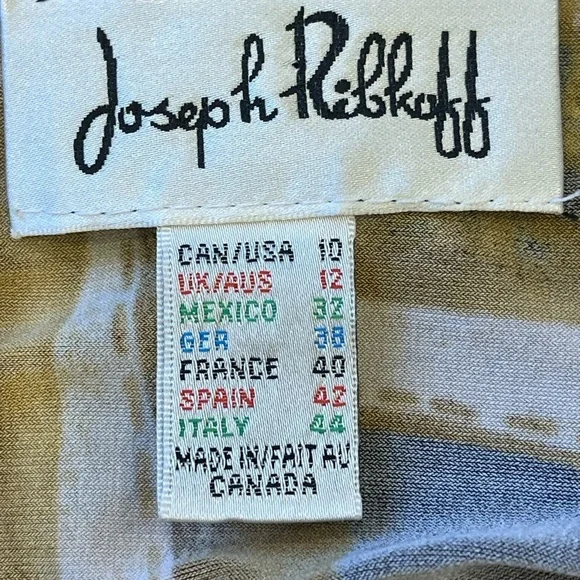 Joseph Ribkoff
CAN/USA 10
UK/AUS 12
MEXICO 32
GER 38
FRANCE 40
SPAIN 42
ITALY 44
MADE IN/FAIT AU
CANADA